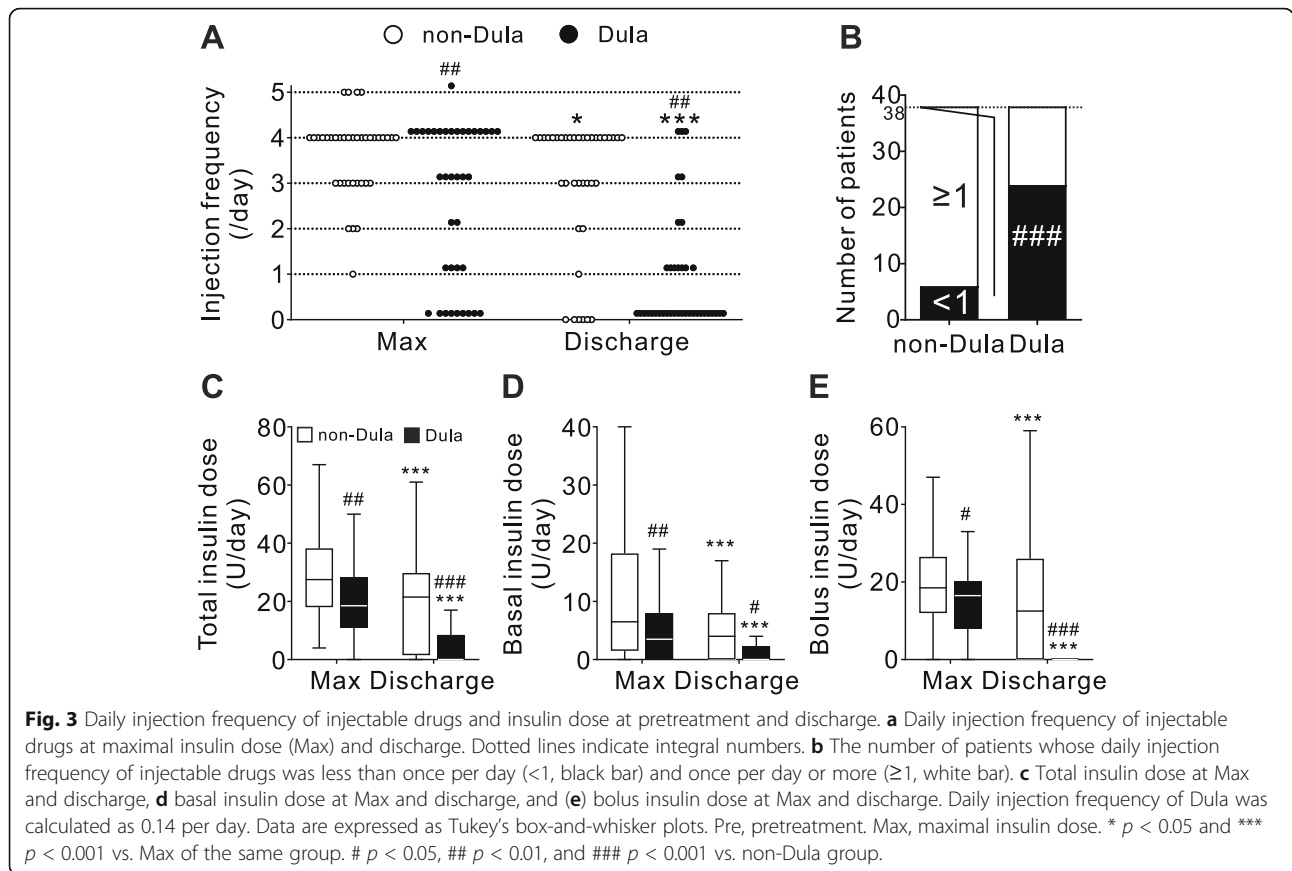 A
non-Dula Dula
Injection frequency
(/day)
5
4
3
2
1
0
##
*
##
***
Max Discharge
B
Number of patients
40
38
30
20
10
0
≥1
<1
###
non-Dula Dula
C
non-Dula Dula
Total insulin dose
(U/day)
80
60
40
20
0
##
***
###
***
Max Discharge
D
Basal insulin dose
(U/day)
40
30
20
10
0
##
***
#
***
Max Discharge
E
Bolus insulin dose
(U/day)
60
40
20
0
#
***
###
***
Max Discharge
Fig. 3 Daily injection frequency of injectable drugs and insulin dose at pretreatment and discharge. a Daily injection frequency of injectable
drugs at maximal insulin dose (Max) and discharge. Dotted lines indicate integral numbers. b The number of patients whose daily injection
frequency of injectable drugs was less than once per day (<1, black bar) and once per day or more (≥1, white bar). c Total insulin dose at Max
and discharge, d basal insulin dose at Max and discharge, and (e) bolus insulin dose at Max and discharge. Daily injection frequency of Dula was
calculated as 0.14 per day. Data are expressed as Tukey's box-and-whisker plots. Pre, pretreatment. Max, maximal insulin dose. * p < 0.05 and ***
p < 0.001 vs. Max of the same group. # p < 0.05, ## p < 0.01, and ### p < 0.001 vs. non-Dula group.